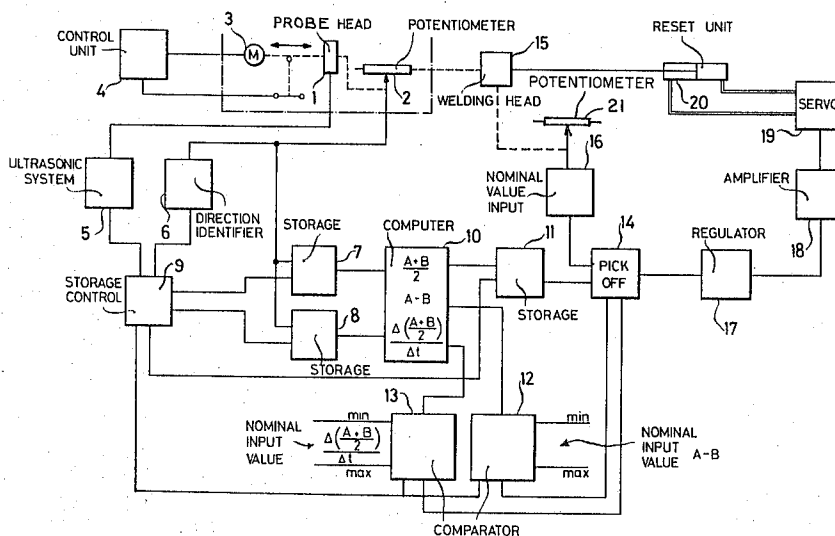 3
PROBE HEAD
POTENTIOMETER
15
RESET UNIT
CONTROL
UNIT
M
4
1
2
WELDING HEAD
POTENTIOMETER
20
SERVO
21
19
16
ULTRASONIC
SYSTEM
5
6
DIRECTION
IDENTIFIER
NOMINAL
VALUE
INPUT
AMPLIFIER
18
STORAGE
7
COMPUTER
10
11
14
REGULATOR
STORAGE
CONTROL
9
A+B
2
A-B
Δ(A+B
2)
Δt
STORAGE
PICK
OFF
17
8
STORAGE
13
12
NOMINAL
INPUT
VALUE
min
Δ(A+B
2)
Δt
max
min
max
NOMINAL
INPUT
VALUE A-B
COMPARATOR